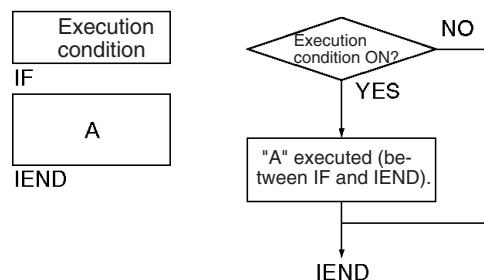 Execution
condition
IF
A
IEND
Execution
condition ON?
NO
YES
"A" executed (be-
tween IF and IEND).
IEND